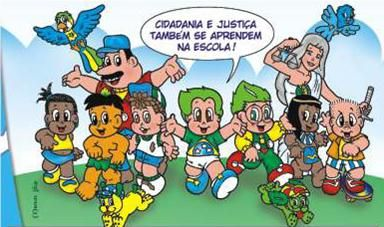 CIDADANIA E JUSTIÇA
TAMBÉM SE APRENDEM
NA ESCOLA!